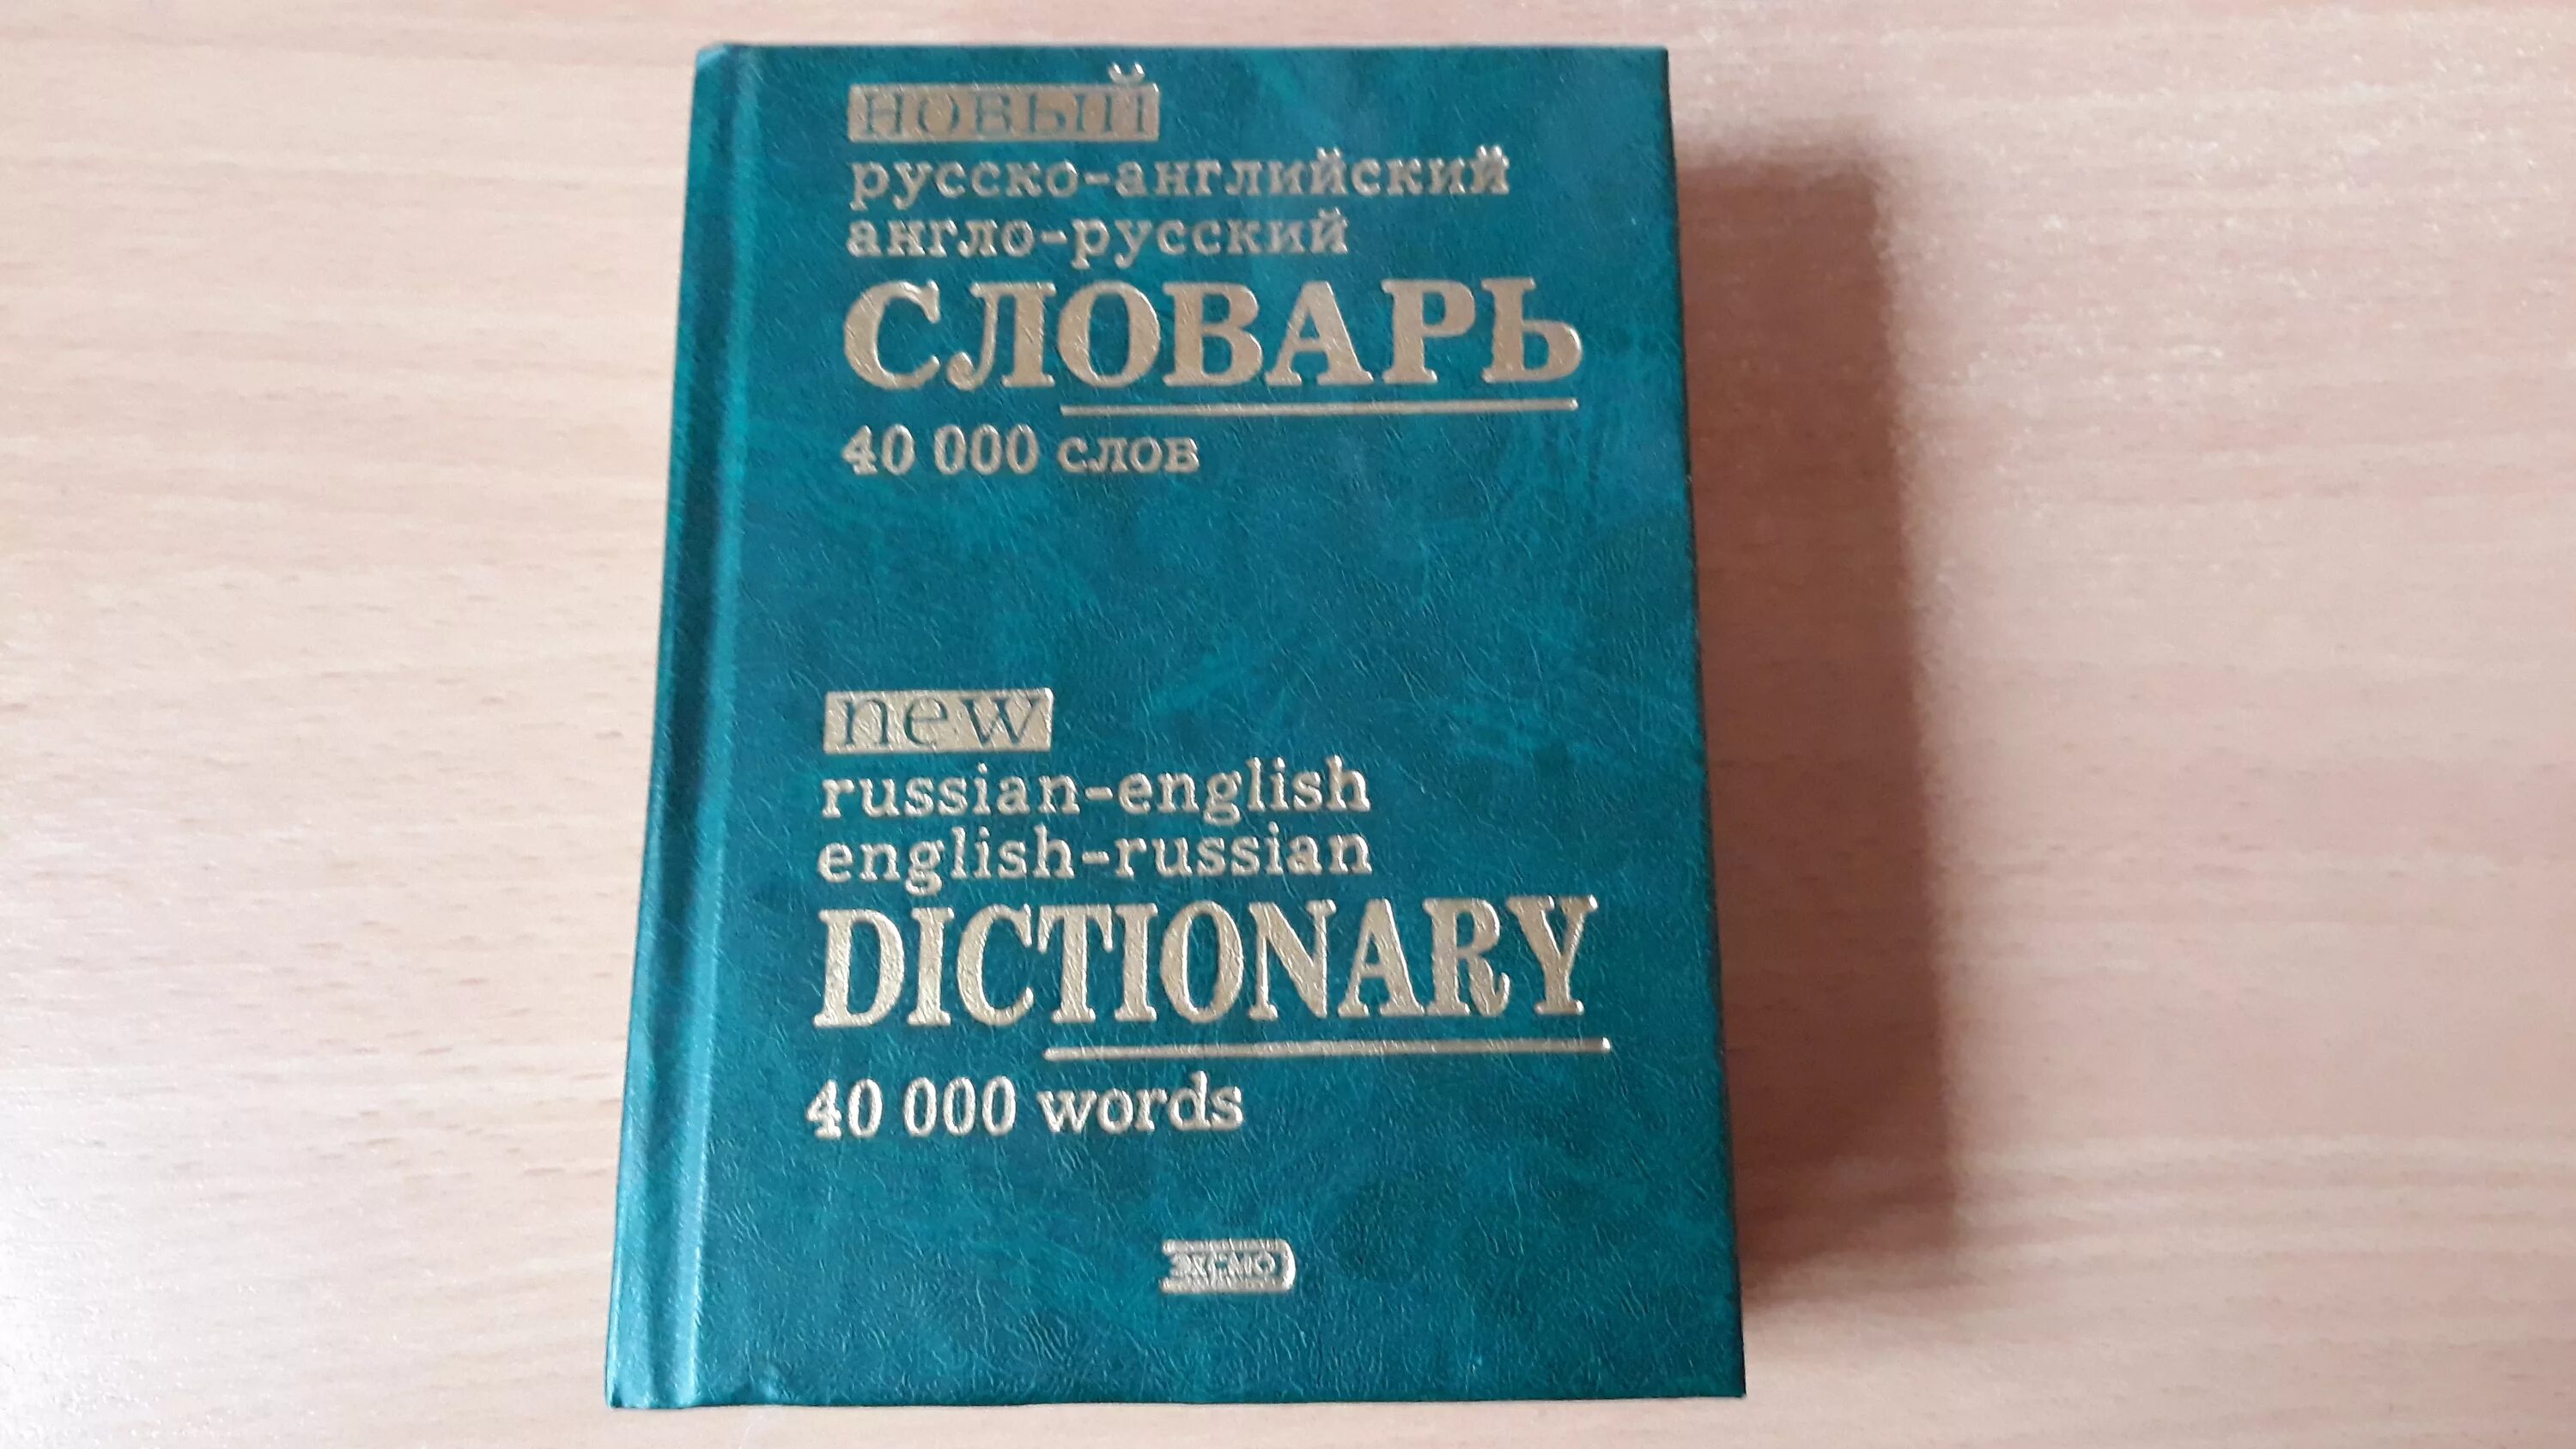 новый
русско-английский
англо-русский
СЛОВАРЬ
40 000 слов
new
russian-english
english-russian
DICTIONARY
40 000 words
ЭКСМО